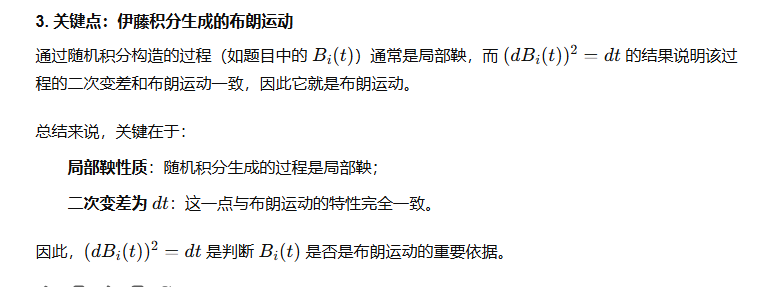 3. 关键点：伊藤积分生成的布朗运动
通过随机积分构造的过程（如题目中的 Bᵢ(t)）通常是局部鞅，而 (dBᵢ(t))² = dt 的结果说明该过
程的二次变差和布朗运动一致，因此它就是布朗运动。
总结来说，关键在于：
局部鞅性质：随机积分生成的过程是局部鞅；
二次变差为 dt：这一点与布朗运动的特性完全一致。
因此，(dBᵢ(t))² = dt 是判断 Bᵢ(t) 是否是布朗运动的重要依据。